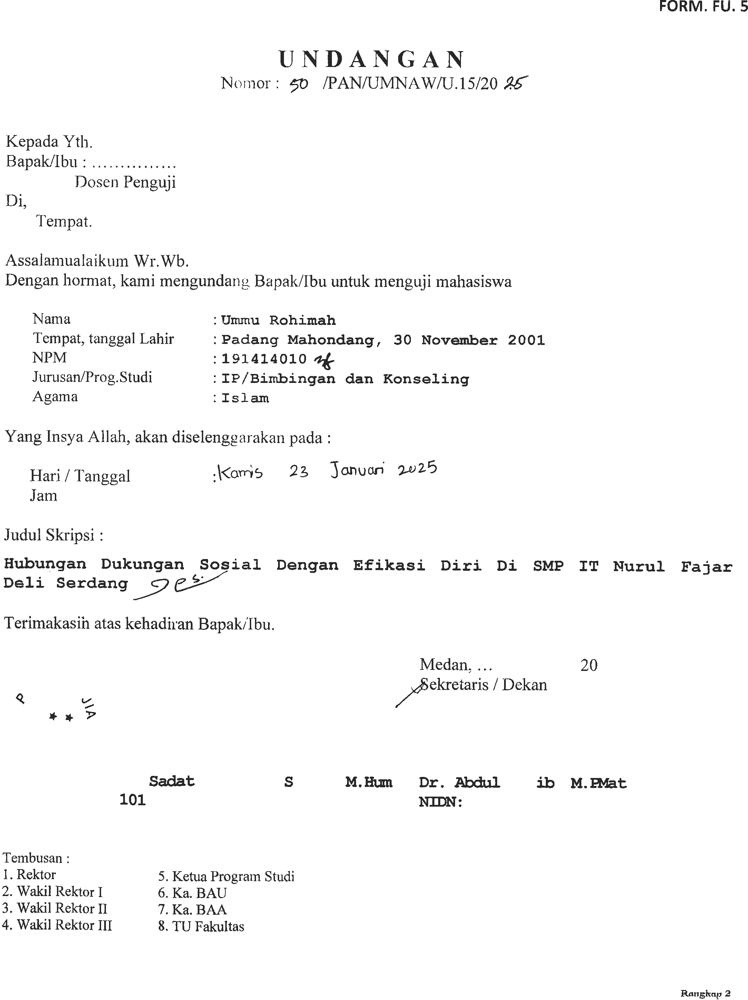 FORM. FU. 5
UNDANGAN
Nomor : 50 /PAN/UMNAW/U.15/20 25
Kepada Yth.
Bapak/Ibu : ...............
Dosen Penguji
Di,
Tempat.
Assalamualaikum Wr.Wb.
Dengan hormat, kami mengundang Bapak/Ibu untuk menguji mahasiswa
Nama : Ummu Rohimah
Tempat, tanggal Lahir : Padang Mahondang, 30 November 2001
NPM : 191414010
Jurusan/Prog.Studi : IP/Bimbingan dan Konseling
Agama : Islam
Yang Insya Allah, akan diselenggarakan pada :
Hari / Tanggal : Kamis 23 Januari 2025
Jam
Judul Skripsi :
Hubungan Dukungan Sosial Dengan Efikasi Diri Di SMP IT Nurul Fajar
Deli Serdang
Terimakasih atas kehadiran Bapak/Ibu.
Medan, ... 20
Sekretaris / Dekan
P
JIA
Sadat S M.Hum Dr. Abdul ib M.PMat
101 NIDN:
Tembusan :
1. Rektor
2. Wakil Rektor I
3. Wakil Rektor II
4. Wakil Rektor III
5. Ketua Program Studi
6. Ka. BAU
7. Ka. BAA
8. TU Fakultas
Rangkap 2